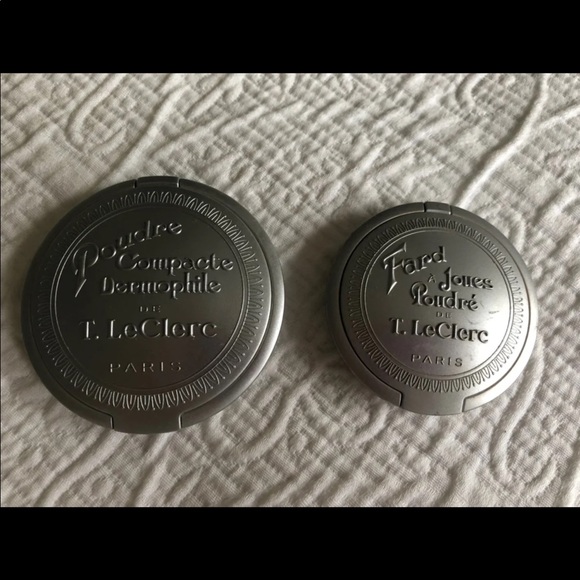 Poudre
Compacte
Dermophile
DE
T. LeClerc
PARIS
Fard
À Joues
Poudré
DE
T. LeClerc
PARIS